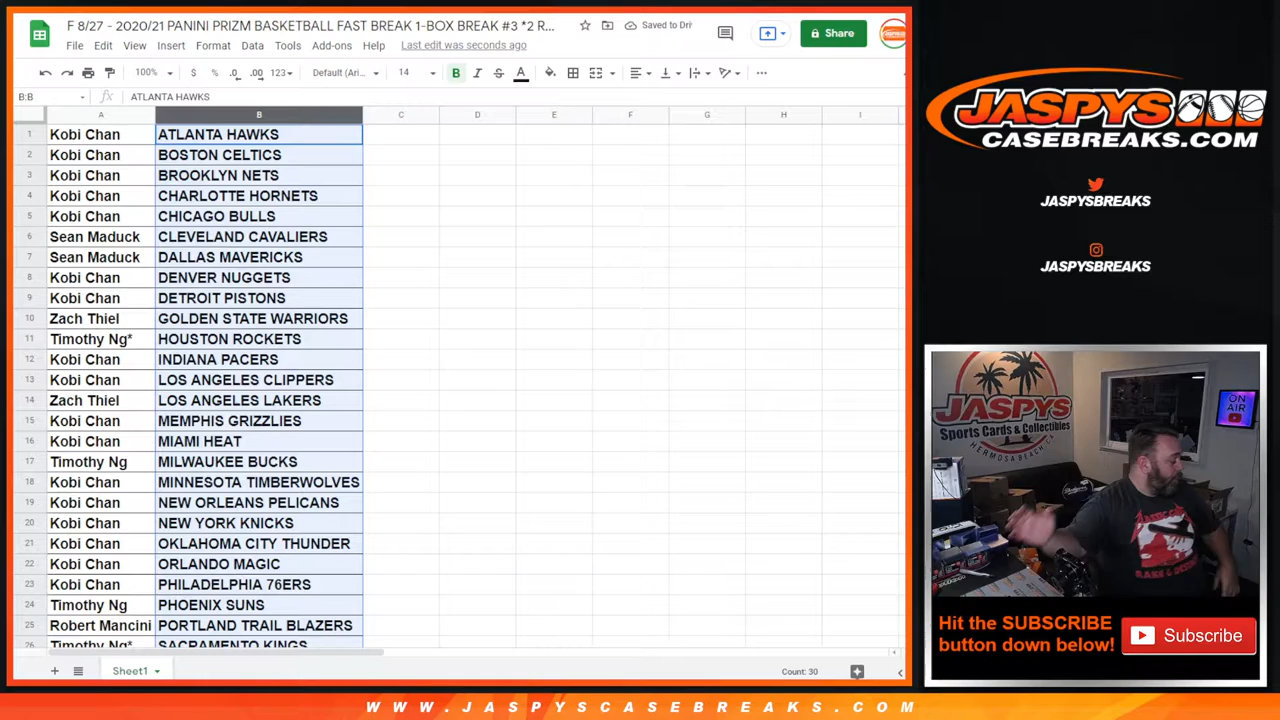 F 8/27 - 2020/21 PANINI PRIZM BASKETBALL FAST BREAK 1-BOX BREAK #3 *2 R...
Saved to Dri
Share
File Edit View Insert Format Data Tools Add-ons Help Last edit was seconds ago
100% $ % .0 .00 123 Default (Ari... 14 B I S A
B:B fx ATLANTA HAWKS
A B C D E F G H I
1 Kobi Chan ATLANTA HAWKS
2 Kobi Chan BOSTON CELTICS
3 Kobi Chan BROOKLYN NETS
4 Kobi Chan CHARLOTTE HORNETS
5 Kobi Chan CHICAGO BULLS
6 Sean Maduck CLEVELAND CAVALIERS
7 Sean Maduck DALLAS MAVERICKS
8 Kobi Chan DENVER NUGGETS
9 Kobi Chan DETROIT PISTONS
10 Zach Thiel GOLDEN STATE WARRIORS
11 Timothy Ng* HOUSTON ROCKETS
12 Kobi Chan INDIANA PACERS
13 Kobi Chan LOS ANGELES CLIPPERS
14 Zach Thiel LOS ANGELES LAKERS
15 Kobi Chan MEMPHIS GRIZZLIES
16 Kobi Chan MIAMI HEAT
17 Timothy Ng MILWAUKEE BUCKS
18 Kobi Chan MINNESOTA TIMBERWOLVES
19 Kobi Chan NEW ORLEANS PELICANS
20 Kobi Chan NEW YORK KNICKS
21 Kobi Chan OKLAHOMA CITY THUNDER
22 Kobi Chan ORLANDO MAGIC
23 Kobi Chan PHILADELPHIA 76ERS
24 Timothy Ng PHOENIX SUNS
25 Robert Mancini PORTLAND TRAIL BLAZERS
26 Timothy Ng* SACRAMENTO KINGS
Sheet1
Count: 30
JASPYS
CASEBREAKS.COM
JASPYSBREAKS
JASPYSBREAKS
JASPYS
Sports Cards & Collectibles
HERMOSA BEACH, CA
ON
AIR
Hit the SUBSCRIBE
button down below!
Subscribe
WWW.JASPYSCASEBREAKS.COM